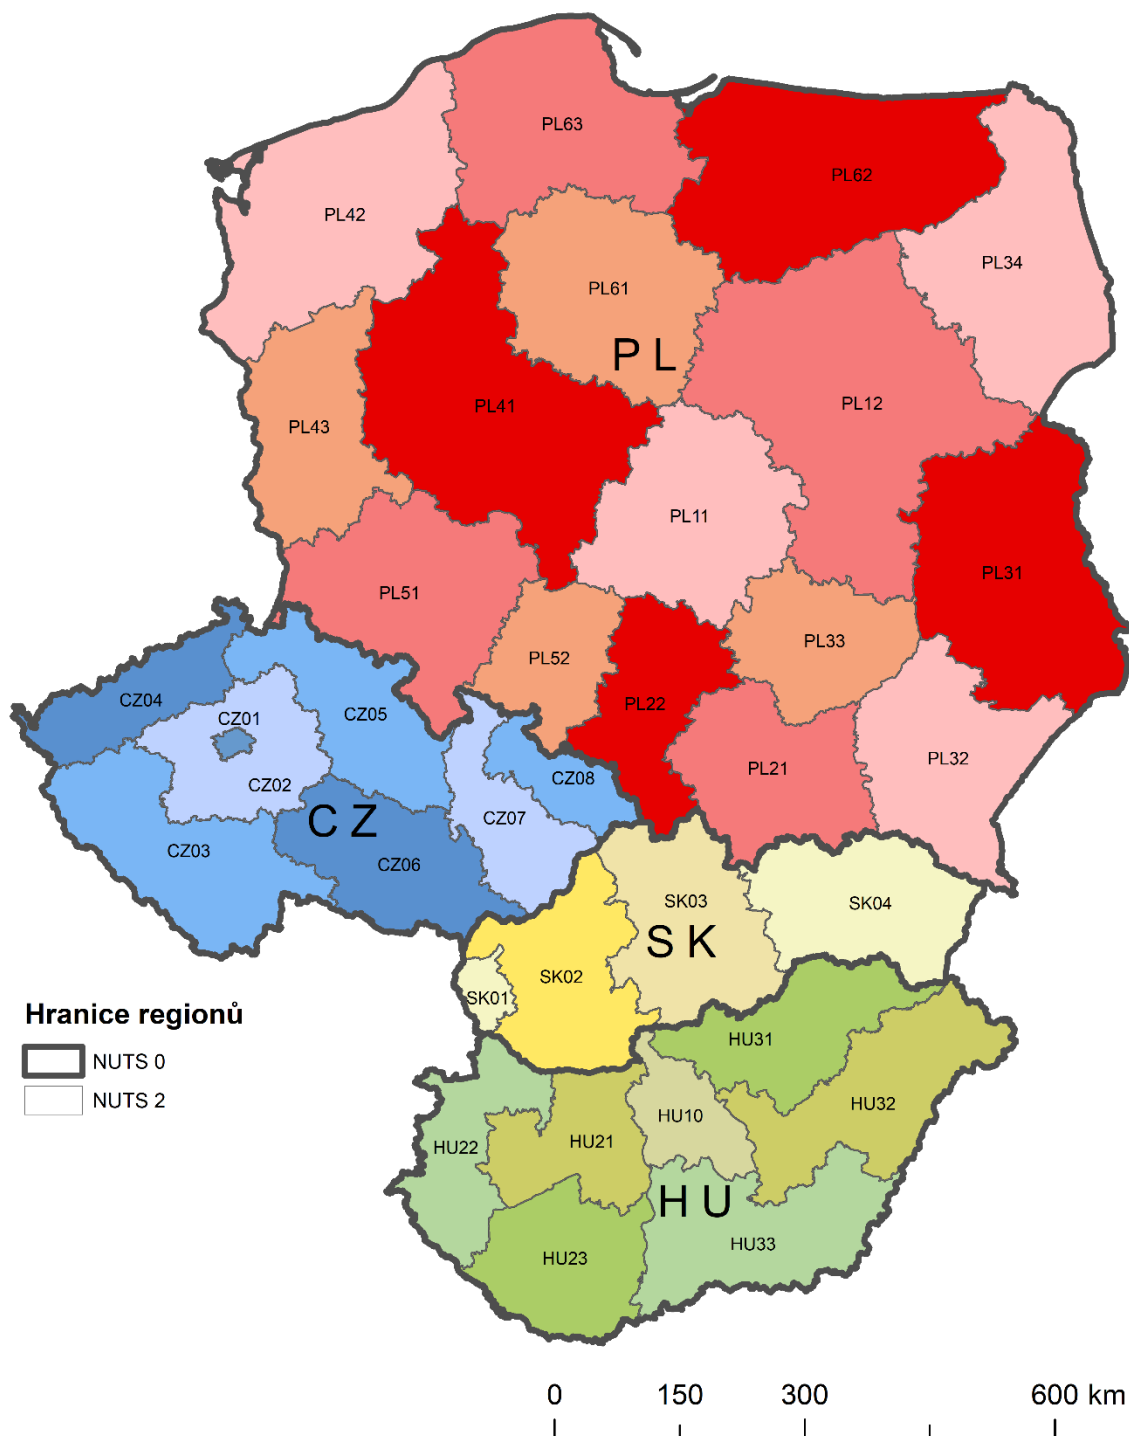 PL63
PL62
PL42
PL34
PL61
P L
PL41
PL12
PL43
PL11
PL31
PL51
PL33
PL52
CZ04
PL22
CZ01
CZ05
PL32
PL21
CZ08
CZ02
C Z
CZ07
CZ03
CZ06
SK03
SK04
S K
SK02
SK01
Hranice regionů
NUTS 0
NUTS 2
HU31
HU32
HU10
HU21
HU22
H U
HU33
HU23
0 150 300 600 km